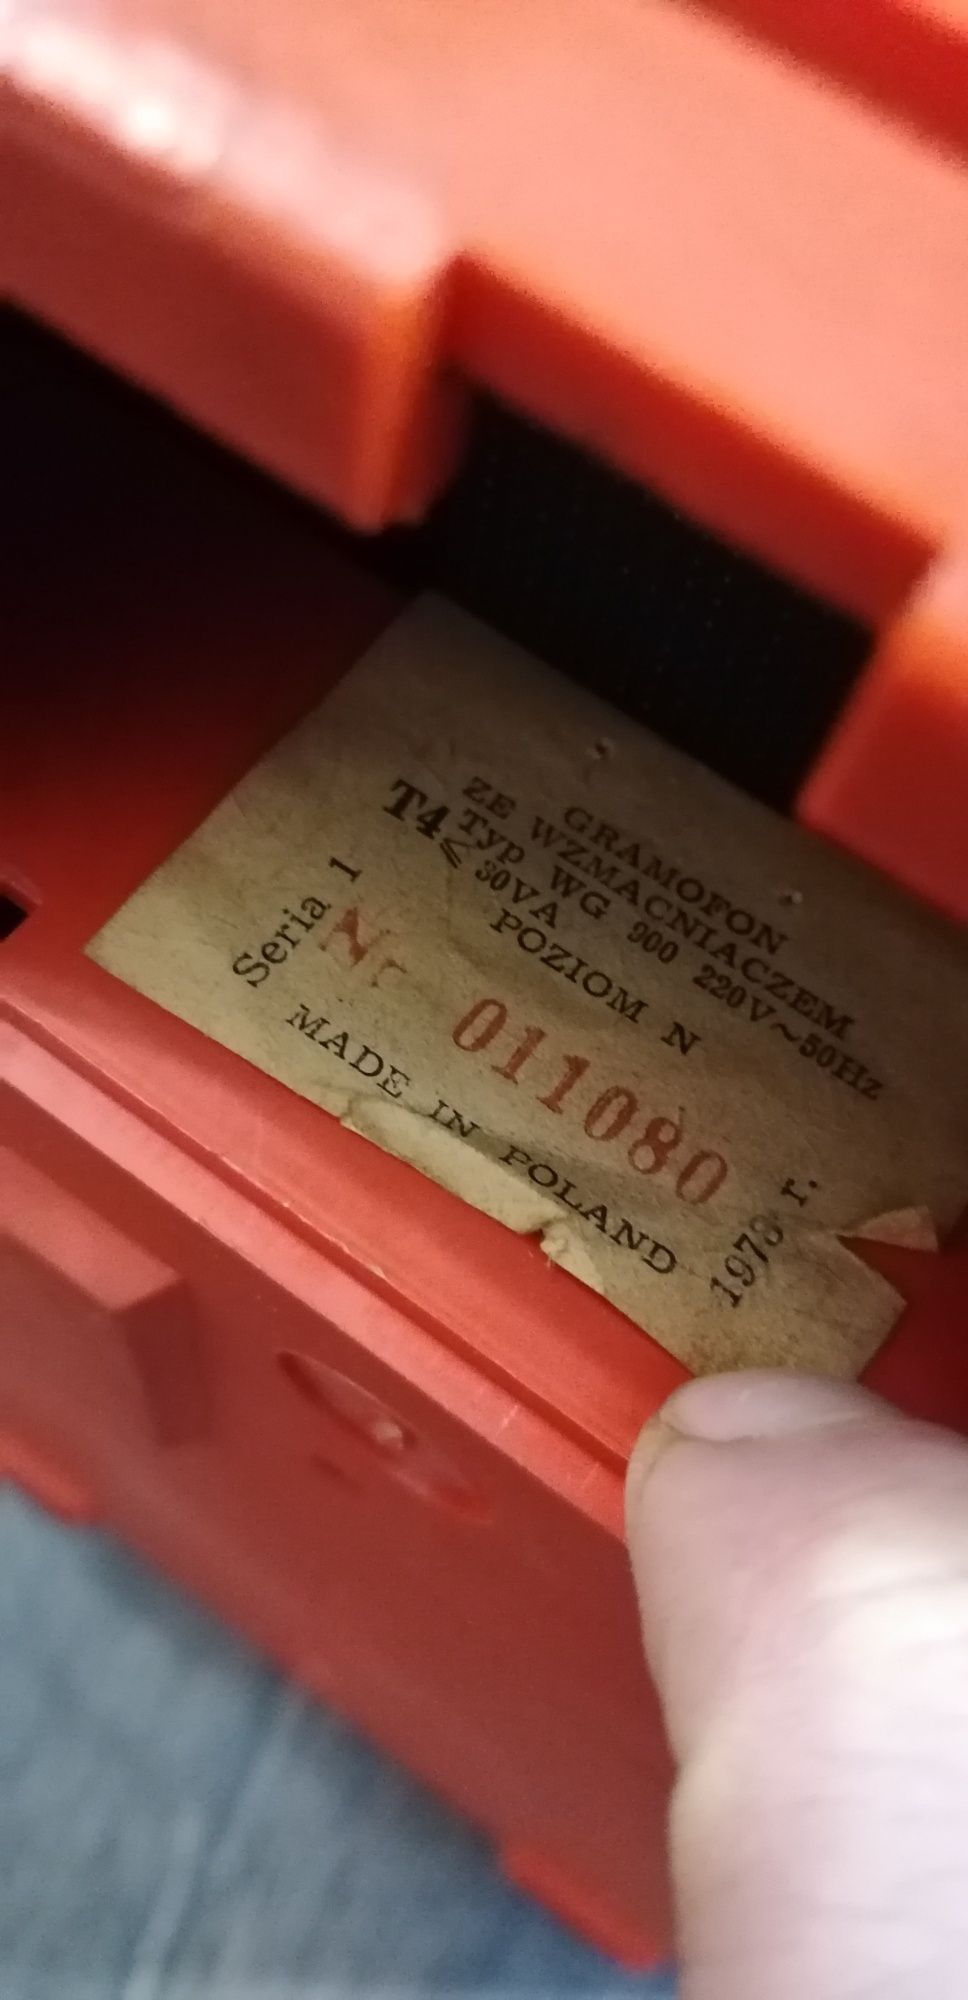 GRAMOFON
ZE WZMACNIACZEM
Typ WG 900 220V~50Hz
T4 ≤ 30VA
POZIOM N
Seria 1
Nr 011080
1978 r.
MADE IN POLAND